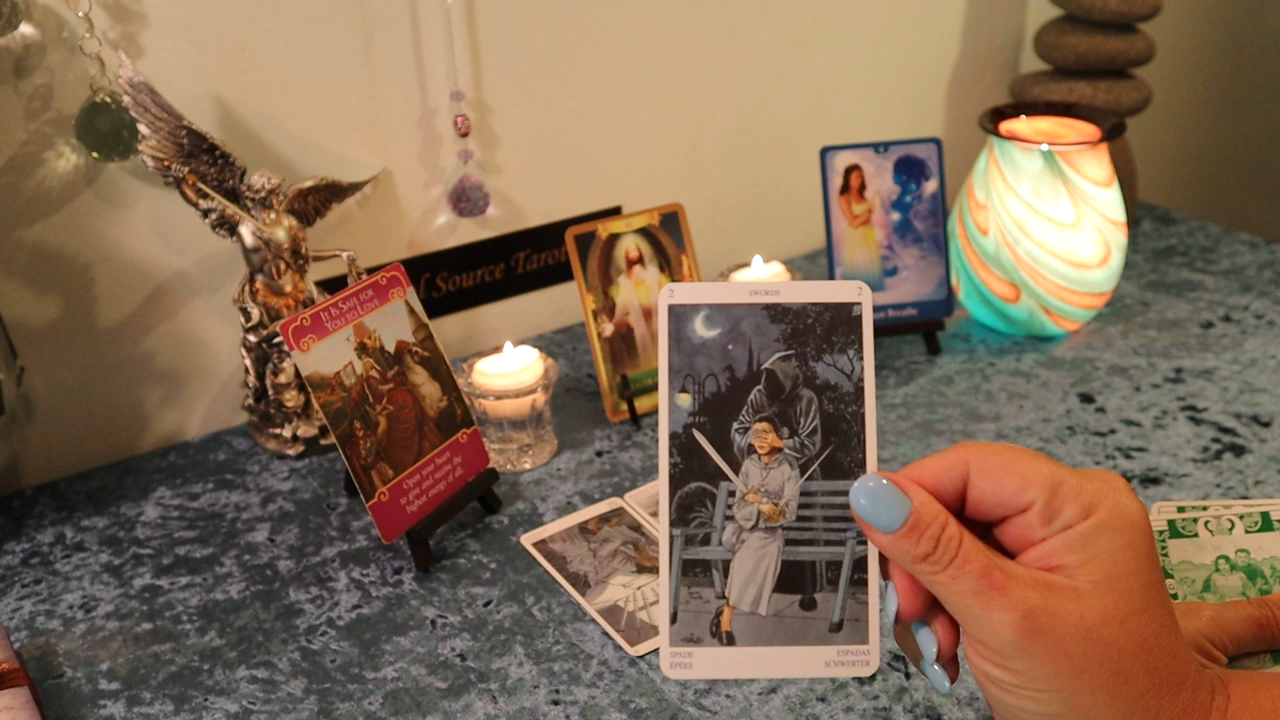 l Source Tarot
IT IS SAFE FOR
YOU TO LOVE
Open your heart
to give and receive the
highest energy of all.
Breathe
2 SWORDS 2
SPADE ESPADAS
ÉPÉES SCHWERTER